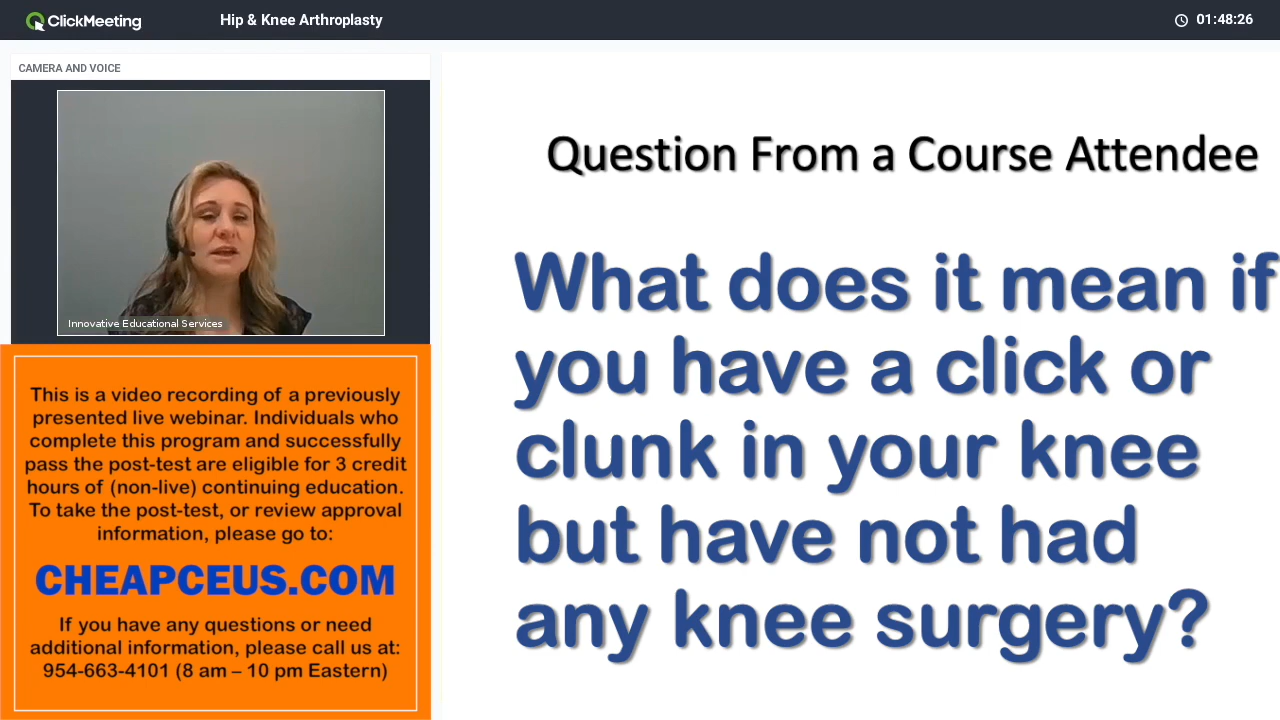 ClickMeeting
Hip & Knee Arthroplasty
01:48:26
CAMERA AND VOICE
Innovative Educational Services
This is a video recording of a previously
presented live webinar. Individuals who
complete this program and successfully
pass the post-test are eligible for 3 credit
hours of (non-live) continuing education.
To take the post-test, or review approval
information, please go to:
CHEAPCEUS.COM
If you have any questions or need
additional information, please call us at:
954-663-4101 (8 am – 10 pm Eastern)
Question From a Course Attendee
What does it mean if
you have a click or
clunk in your knee
but have not had
any knee surgery?